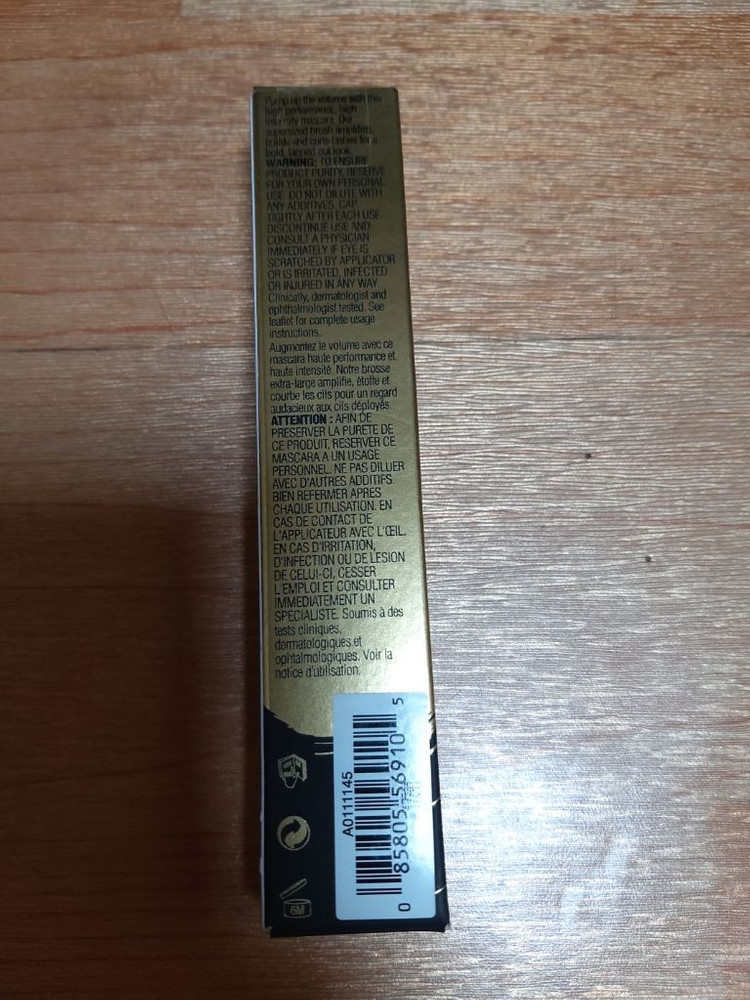 Pump up the volume with this
high performance, high
intensity mascara. Our
supersized brush amplifies,
builds and curls lashes for a
bold, fanned out look.
WARNING: TO ENSURE
PRODUCT PURITY, RESERVE
FOR YOUR OWN PERSONAL
USE. DO NOT DILUTE WITH
ANY ADDITIVES. CAP
TIGHTLY AFTER EACH USE.
DISCONTINUE USE AND
CONSULT A PHYSICIAN
IMMEDIATELY IF EYE IS
SCRATCHED BY APPLICATOR
OR IS IRRITATED, INFECTED
OR INJURED IN ANY WAY
Clinically, dermatologist and
ophthalmologist tested. See
leaflet for complete usage
instructions.
Augmentez le volume avec ce
mascara haute performance et
haute intensité. Notre brosse
extra-large amplifie, étoffe et
courbe les cils pour un regard
audacieux aux cils déployés.
ATTENTION : AFIN DE
PRESERVER LA PURETE DE
CE PRODUIT, RESERVER CE
MASCARA A UN USAGE
PERSONNEL. NE PAS DILUER
AVEC D'AUTRES ADDITIFS.
BIEN REFERMER APRES
CHAQUE UTILISATION. EN
CAS DE CONTACT DE
L'APPLICATEUR AVEC L'ŒIL,
EN CAS D'IRRITATION,
D'INFECTION OU DE LESION
DE CELUI-CI, CESSER
L'EMPLOI ET CONSULTER
IMMEDIATEMENT UN
SPECIALISTE. Soumis à des
tests cliniques,
dermatologiques et
ophtalmologiques. Voir la
notice d'utilisation.
A0111145
0 85805 56910 5
6M